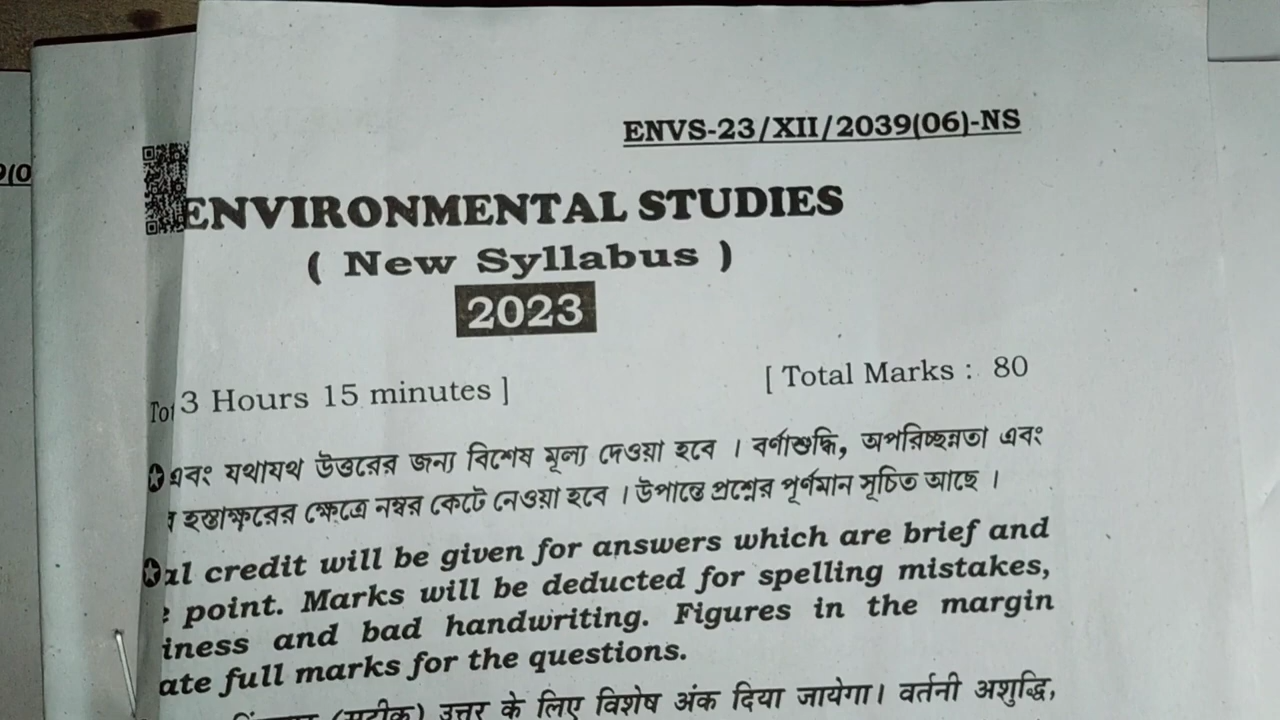 ENVS-23/XII/2039(06)-NS
ENVIRONMENTAL STUDIES
( New Syllabus )
2023
3 Hours 15 minutes ]
[ Total Marks : 80
এবং যথাযথ উত্তরের জন্য বিশেষ মূল্য দেওয়া হবে । বর্ণাশুদ্ধি, অপরিচ্ছন্নতা এবং
হস্তাক্ষরের ক্ষেত্রে নম্বর কেটে নেওয়া হবে । উপান্তে প্রশ্নের পূর্ণমান সূচিত আছে ।
al credit will be given for answers which are brief and
point. Marks will be deducted for spelling mistakes,
iness and bad handwriting. Figures in the margin
ate full marks for the questions.
(सटीक) उत्तर के लिए विशेष अंक दिया जायेगा। वर्तनी अशुद्धि,